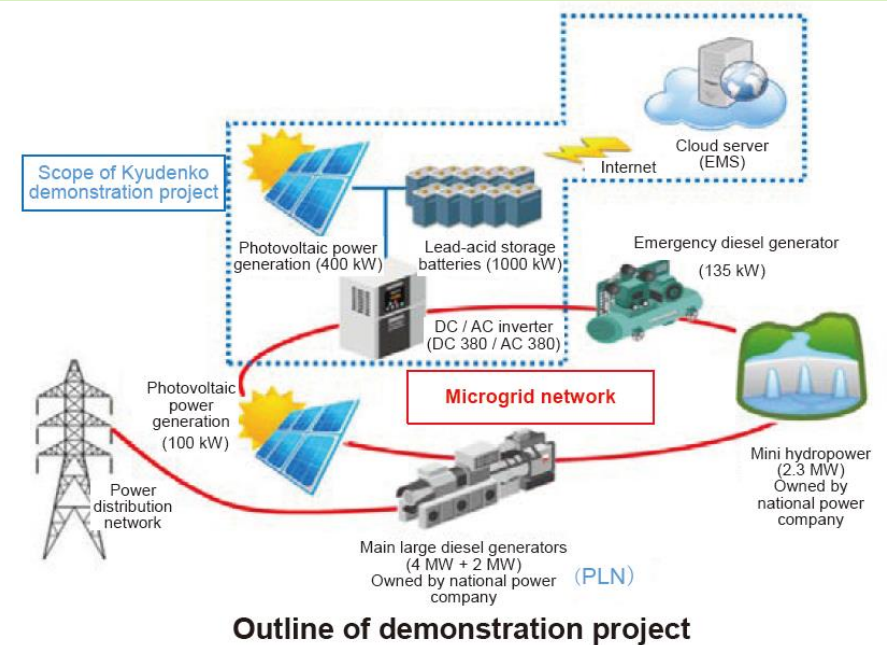 Cloud server
(EMS)
Internet
Scope of Kyudenko
demonstration project
Photovoltaic power
generation (400 kW)
Lead-acid storage
batteries (1000 kW)
Emergency diesel generator
(135 kW)
DC / AC inverter
(DC 380 / AC 380)
Photovoltaic
power
generation
(100 kW)
Microgrid network
Mini hydropower
(2.3 MW)
Owned by
national power
company
Power
distribution
network
Main large diesel generators
(4 MW + 2 MW)
Owned by national power
company
(PLN)
Outline of demonstration project